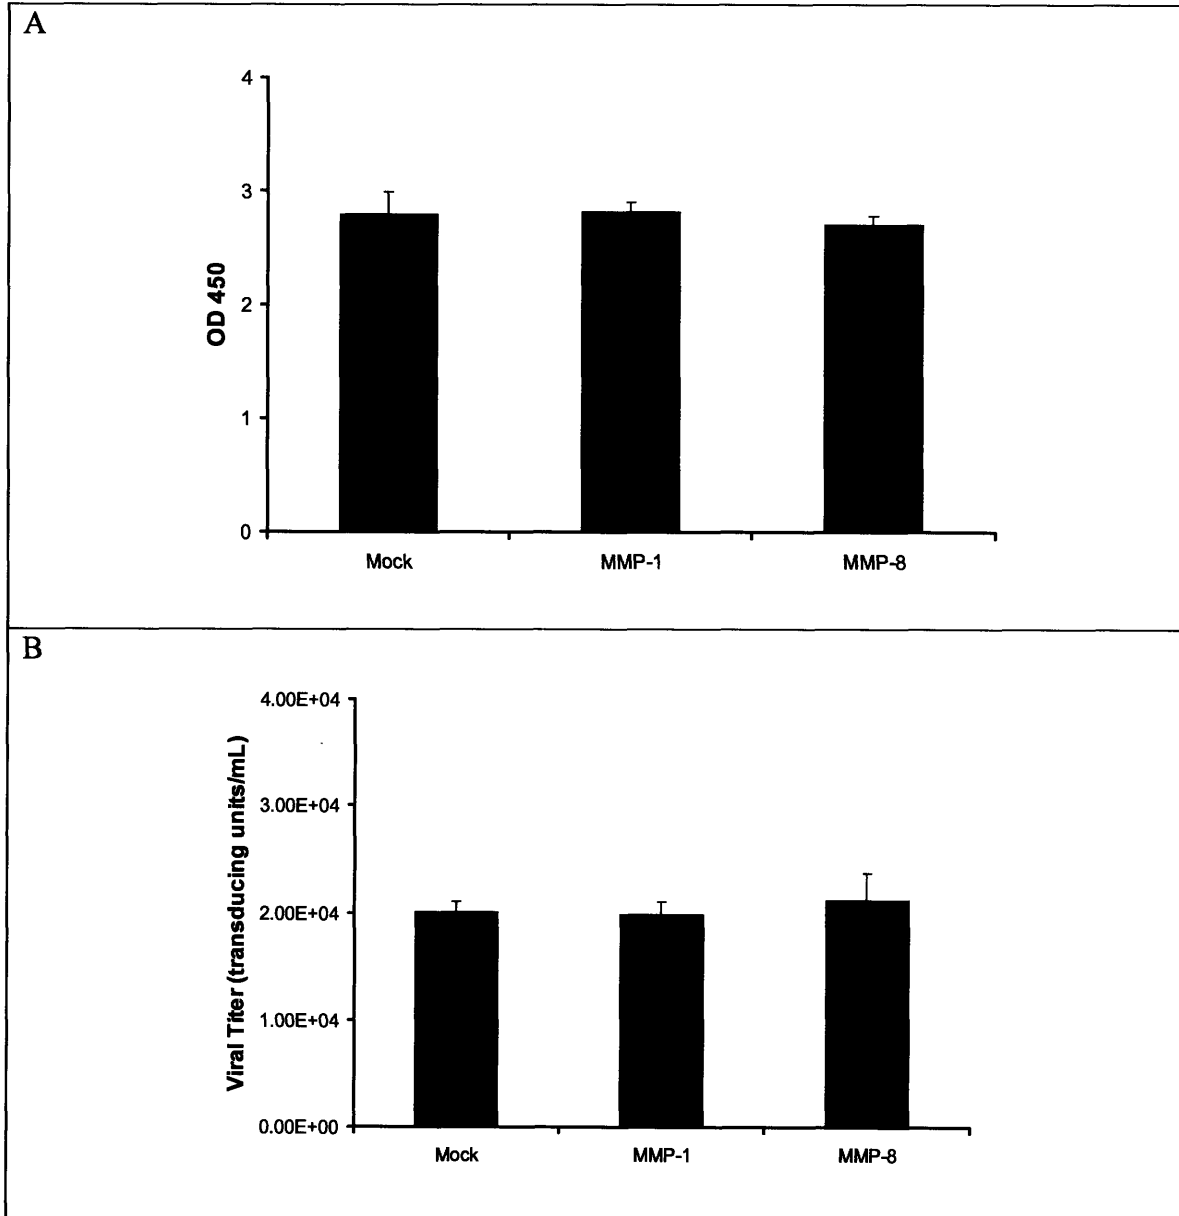 A
4
3
2
1
0
OD 450
Mock MMP-1 MMP-8
B
4.00E+04
3.00E+04
2.00E+04
1.00E+04
0.00E+00
Viral Titer (transducing units/mL)
Mock MMP-1 MMP-8